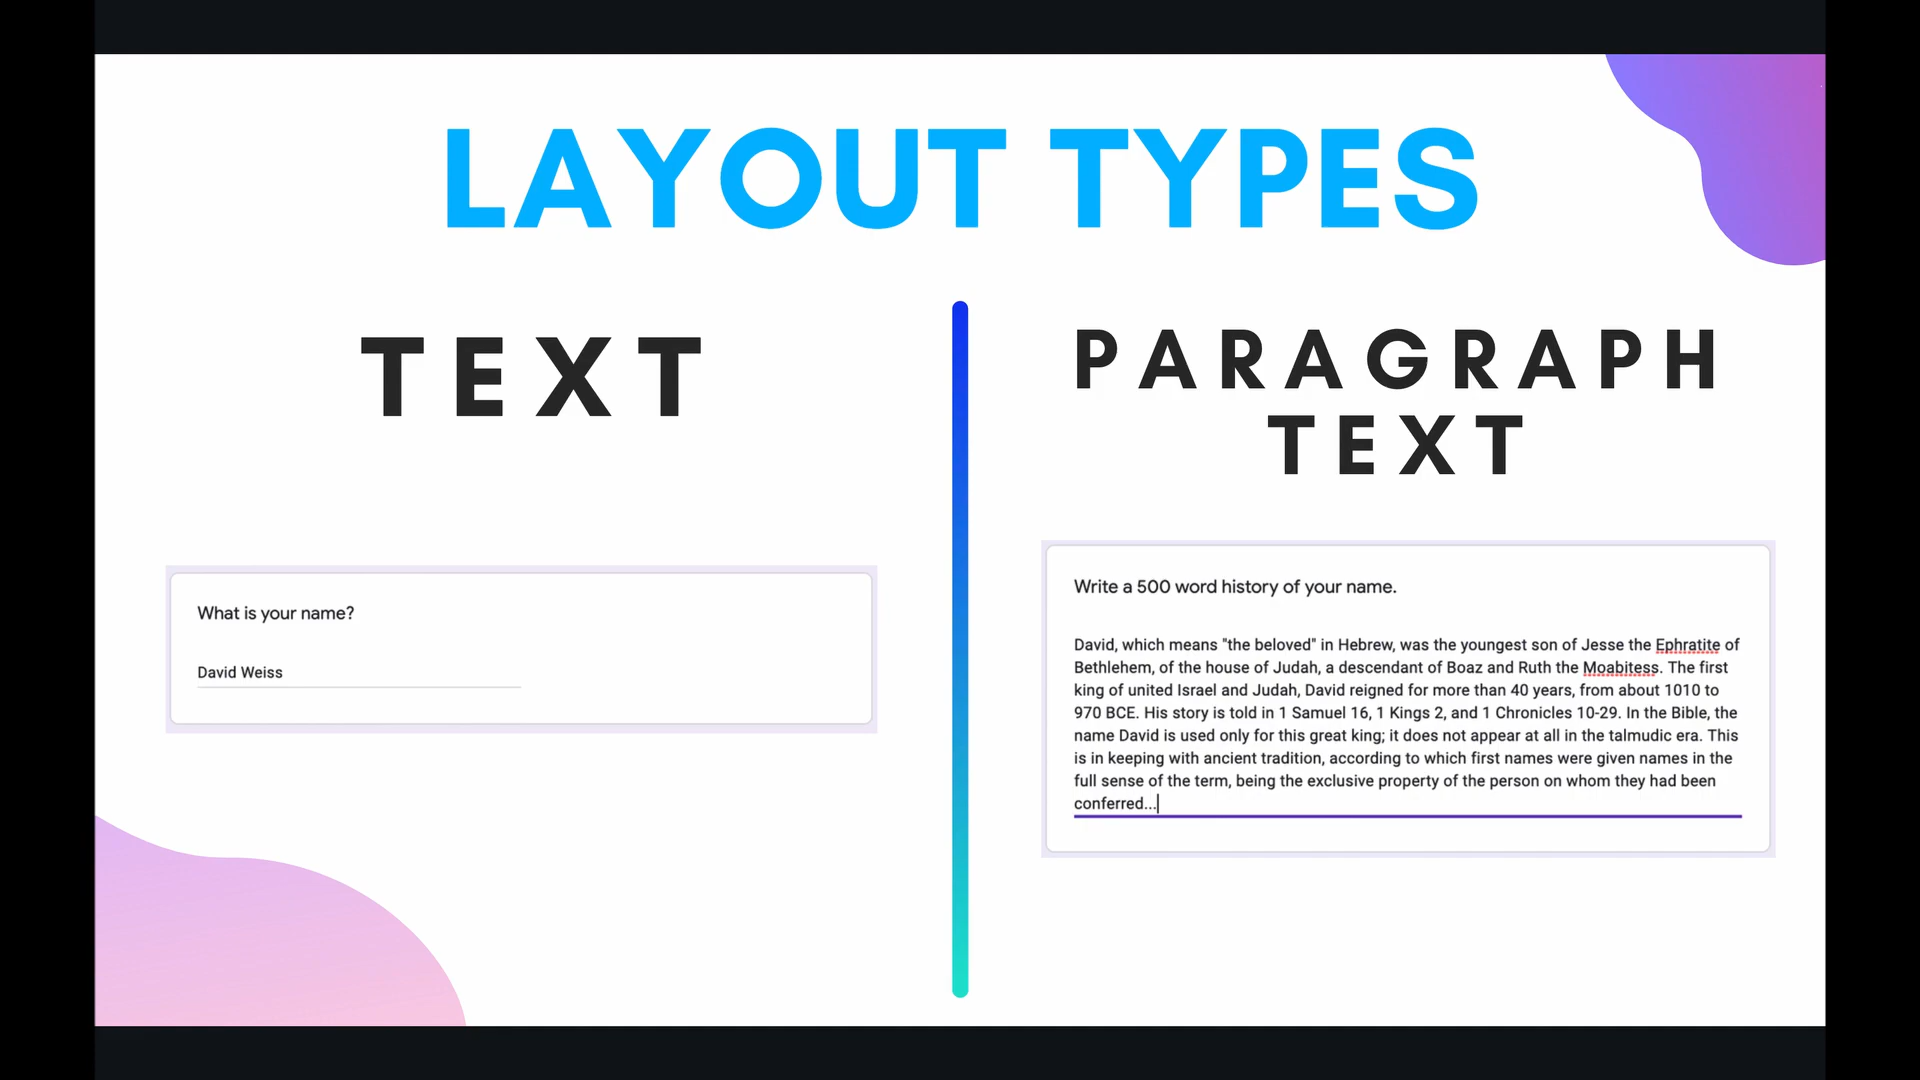 LAYOUT TYPES
TEXT
What is your name?
David Weiss
PARAGRAPH
TEXT
Write a 500 word history of your name.
David, which means "the beloved" in Hebrew, was the youngest son of Jesse the Ephratite of
Bethlehem, of the house of Judah, a descendant of Boaz and Ruth the Moabitess. The first
king of united Israel and Judah, David reigned for more than 40 years, from about 1010 to
970 BCE. His story is told in 1 Samuel 16, 1 Kings 2, and 1 Chronicles 10-29. In the Bible, the
name David is used only for this great king; it does not appear at all in the talmudic era. This
is in keeping with ancient tradition, according to which first names were given names in the
full sense of the term, being the exclusive property of the person on whom they had been
conferred...